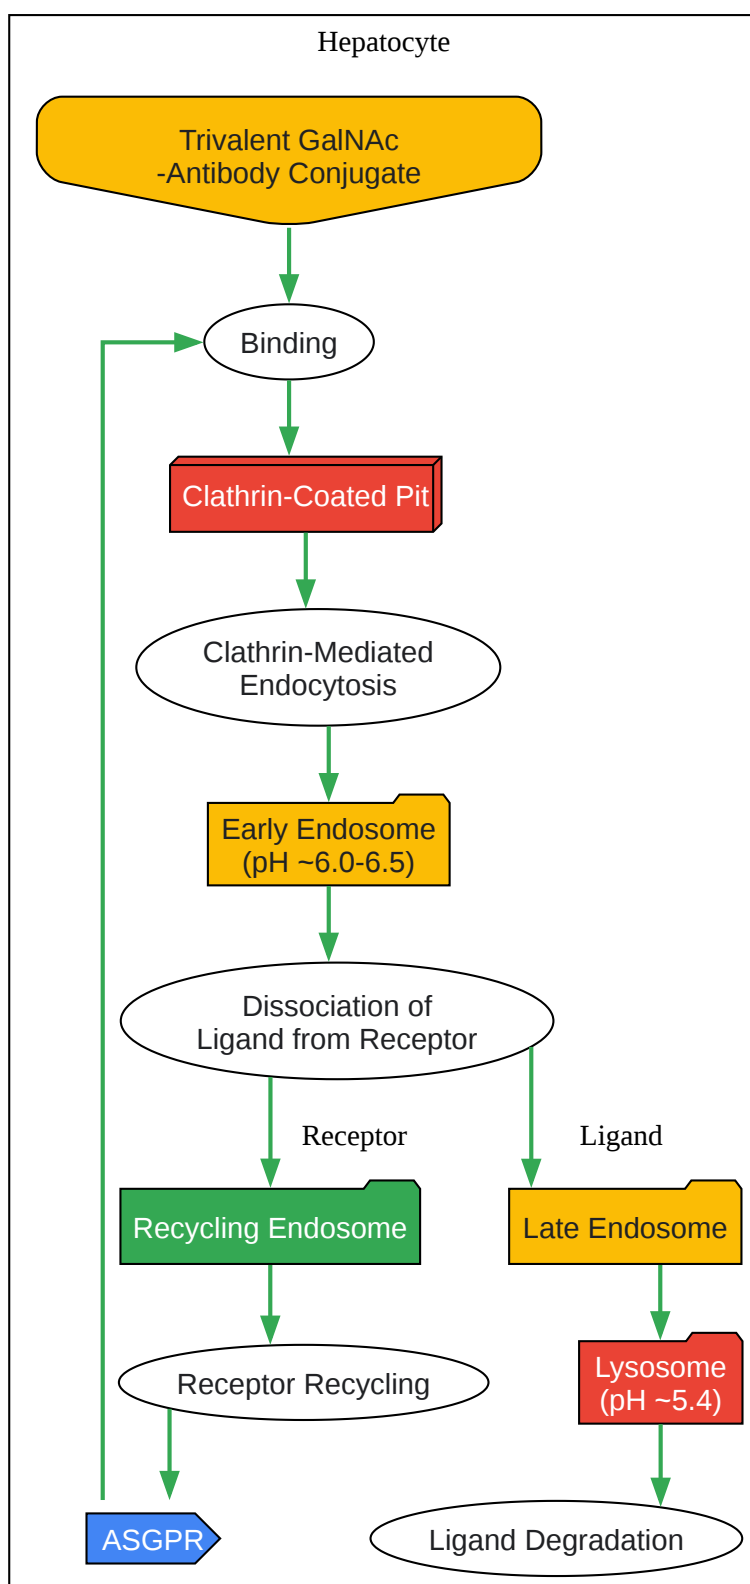 Hepatocyte
Trivalent GalNAc
-Antibody Conjugate
Binding
Clathrin-Coated Pit
Clathrin-Mediated
Endocytosis
Early Endosome
(pH ~6.0-6.5)
Dissociation of
Ligand from Receptor
Receptor
Ligand
Recycling Endosome
Late Endosome
Lysosome
(pH ~5.4)
Receptor Recycling
ASGPR
Ligand Degradation